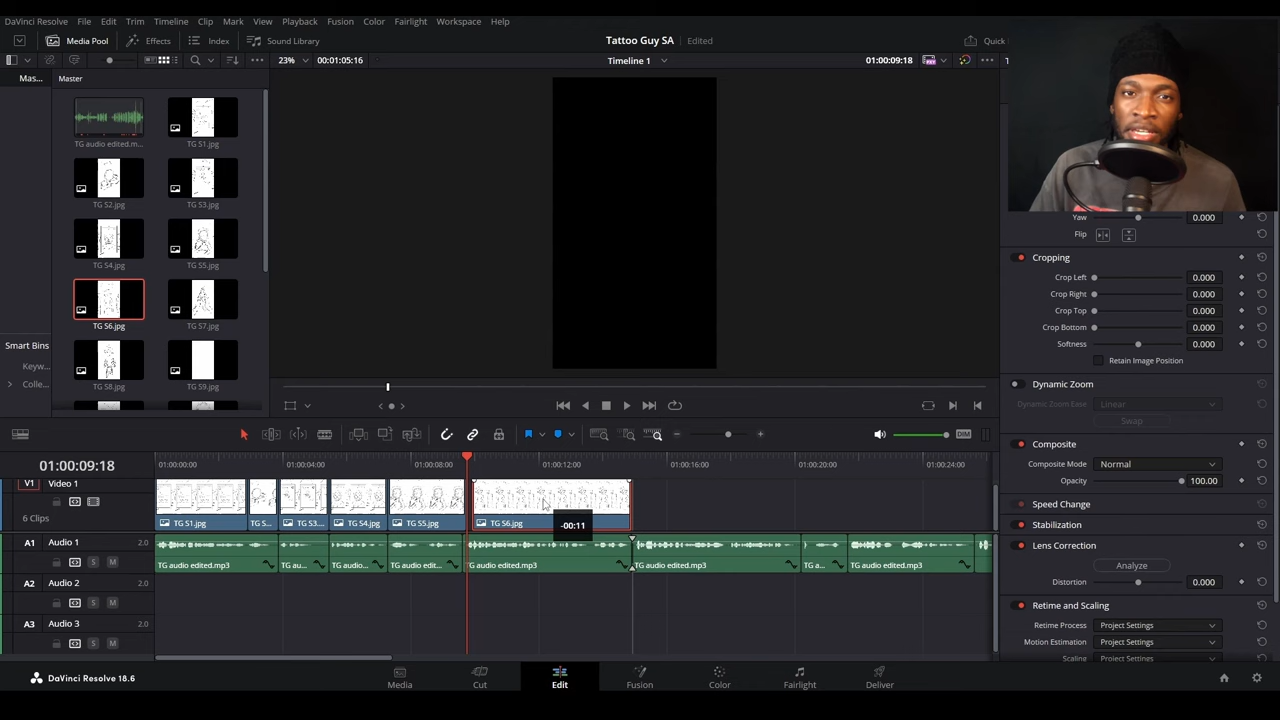 DaVinci Resolve File Edit Trim Timeline Clip Mark View Playback Fusion Color Fairlight Workspace Help
Media Pool Effects Index Sound Library Tattoo Guy SA Edited Quick
23% 00:01:05:16 Timeline 1 01:00:09:18
Mas... Master
TG audio edited.m... TG S1.jpg
TG S2.jpg TG S3.jpg
TG S4.jpg TG S5.jpg
TG S6.jpg TG S7.jpg
TG S8.jpg TG S9.jpg
Smart Bins
Keyw...
Colle...
Yaw 0.000
Flip
Cropping
Crop Left 0.000
Crop Right 0.000
Crop Top 0.000
Crop Bottom 0.000
Softness 0.000
Retain Image Position
Dynamic Zoom
Dynamic Zoom Ease Linear
Swap
Composite
Composite Mode Normal
Opacity 100.00
Speed Change
Stabilization
Lens Correction
Analyze
Distortion 0.000
Retime and Scaling
Retime Process Project Settings
Motion Estimation Project Settings
Scaling Project Settings
DIM
01:00:09:18 01:00:00:00 01:00:04:00 01:00:08:00 01:00:12:00 01:00:16:00 01:00:20:00 01:00:24:00
V1 Video 1
6 Clips
TG S1.jpg TG S... TG S3... TG S4.jpg TG S5.jpg TG S6.jpg
-00:11
A1 Audio 1 2.0
S M
TG audio edited.mp3 TG au... TG audio... TG audio edit... TG audio edited.mp3 TG audio edited.mp3 TG a... TG audio edited.mp3
A2 Audio 2 2.0
S M
A3 Audio 3 2.0
S M
DaVinci Resolve 18.6 Media Cut Edit Fusion Color Fairlight Deliver